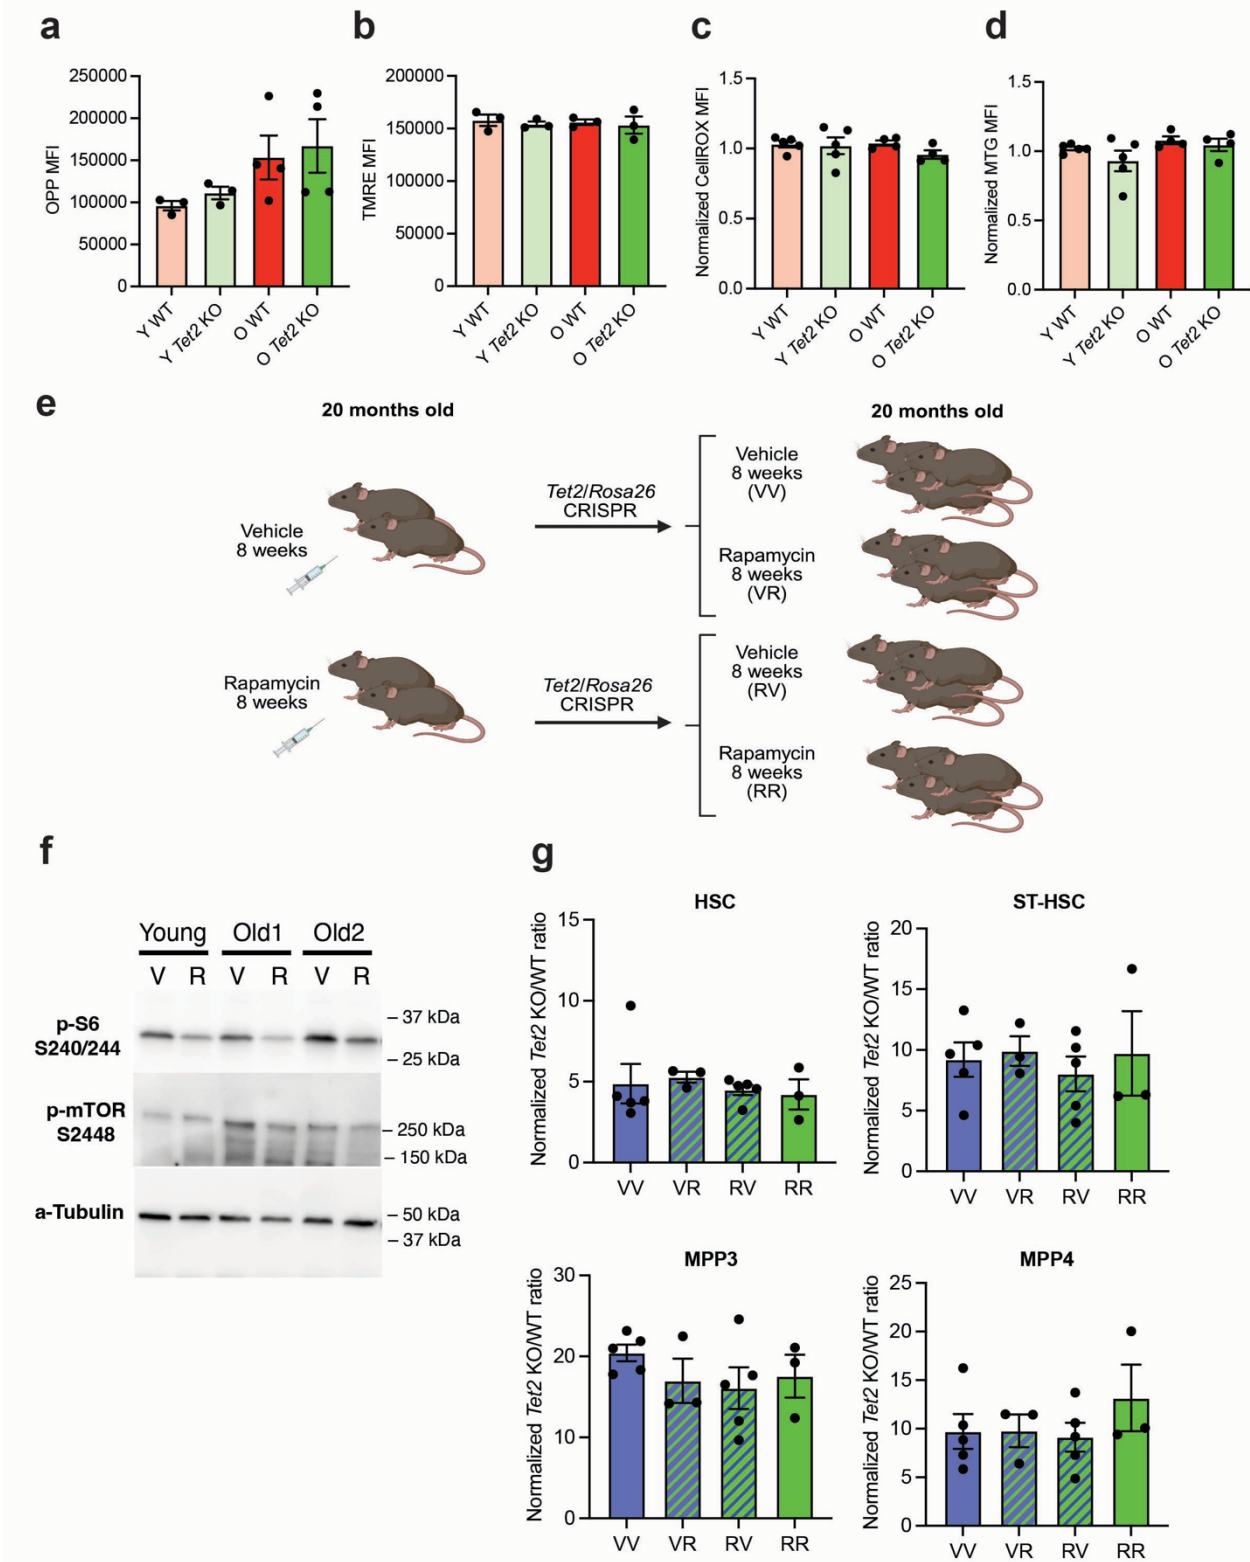 a
b
c
d
250000
200000
150000
100000
50000
0
OPP MFI
Y WT
Y Tet2 KO
O WT
O Tet2 KO
200000
150000
100000
50000
0
TMRE MFI
Y WT
Y Tet2 KO
O WT
O Tet2 KO
1.5
1.0
0.5
0.0
Normalized CellROX MFI
Y WT
Y Tet2 KO
O WT
O Tet2 KO
1.5
1.0
0.5
0.0
Normalized MTG MFI
Y WT
Y Tet2 KO
O WT
O Tet2 KO
e
20 months old
20 months old
Vehicle
8 weeks
Tet2/Rosa26
CRISPR
Vehicle
8 weeks
(VV)
Rapamycin
8 weeks
(VR)
Rapamycin
8 weeks
Tet2/Rosa26
CRISPR
Vehicle
8 weeks
(RV)
Rapamycin
8 weeks
(RR)
f
Young Old1 Old2
V R V R V R
p-S6
S240/244
– 37 kDa
– 25 kDa
p-mTOR
S2448
– 250 kDa
– 150 kDa
a-Tubulin
– 50 kDa
– 37 kDa
g
HSC
15
10
5
0
Normalized Tet2 KO/WT ratio
VV VR RV RR
ST-HSC
20
15
10
5
0
Normalized Tet2 KO/WT ratio
VV VR RV RR
MPP3
30
20
10
0
Normalized Tet2 KO/WT ratio
VV VR RV RR
MPP4
25
20
15
10
5
0
Normalized Tet2 KO/WT ratio
VV VR RV RR